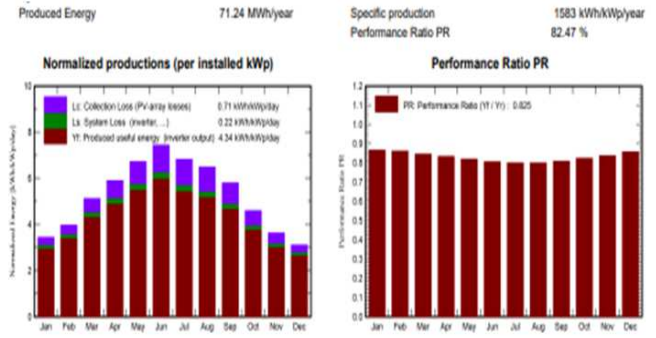 Produced Energy 71.24 MWh/year
Specific production 1583 kWh/kWp/year
Performance Ratio PR 82.47 %
Normalized productions (per installed kWp)
Lc: Collection Loss (PV-array losses) 0.71 kWh/kWp/day
Ls: System Loss (inverter, ...) 0.22 kWh/kWp/day
Yf: Produced useful energy (inverter output) 4.34 kWh/kWp/day
Normalized Energy (kWh/kWp/day)
10
8
6
4
2
0
Jan Feb Mar Apr May Jun Jul Aug Sep Oct Nov Dec
Performance Ratio PR
PR: Performance Ratio (Yf / Yr) : 0.825
Performance Ratio PR
1.2
1.1
1.0
0.9
0.8
0.7
0.6
0.5
0.4
0.3
0.2
0.1
0.0
Jan Feb Mar Apr May Jun Jul Aug Sep Oct Nov Dec